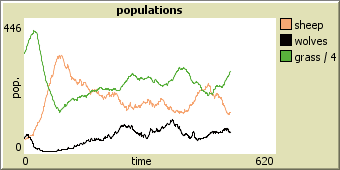 populations
446
pop.
0
0
time
620
sheep
wolves
grass / 4